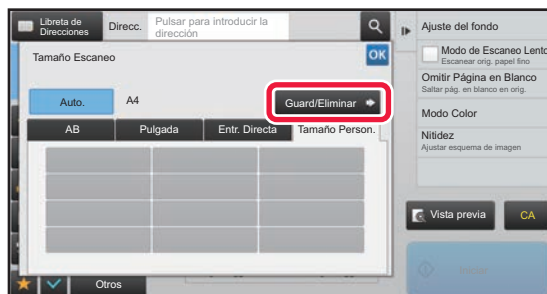 Libreta de
Direcciones
Direcc.
Pulsar para introducir la
dirección
Tamaño Escaneo
OK
Auto.
A4
Guard/Eliminar
AB
Pulgada
Entr. Directa
Tamaño Person.
Otros
Ajuste del fondo
Modo de Escaneo Lento
Escanear orig. papel fino
Omitir Página en Blanco
Saltar pág. en blanco en orig.
Modo Color
Nitidez
Ajustar esquema de imagen
Vista previa
CA